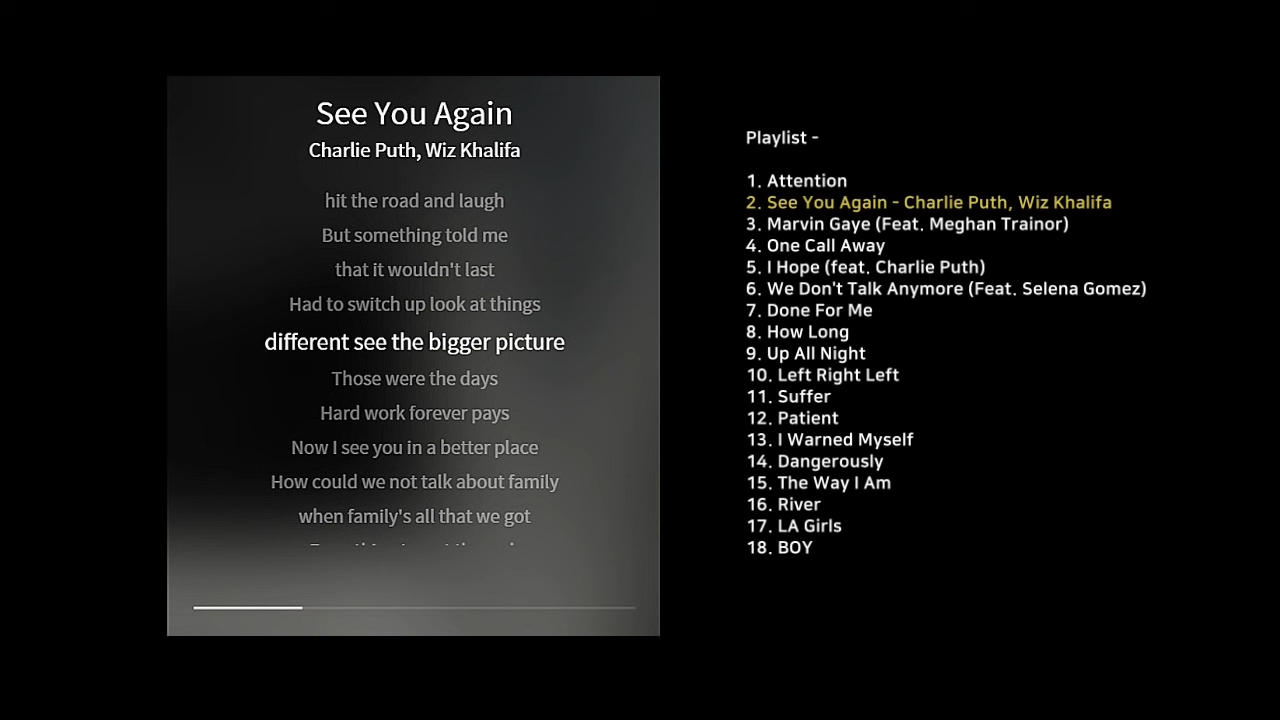 See You Again
Charlie Puth, Wiz Khalifa
hit the road and laugh
But something told me
that it wouldn't last
Had to switch up look at things
different see the bigger picture
Those were the days
Hard work forever pays
Now I see you in a better place
How could we not talk about family
when family's all that we got
Playlist -
1. Attention
2. See You Again - Charlie Puth, Wiz Khalifa
3. Marvin Gaye (Feat. Meghan Trainor)
4. One Call Away
5. I Hope (feat. Charlie Puth)
6. We Don't Talk Anymore (Feat. Selena Gomez)
7. Done For Me
8. How Long
9. Up All Night
10. Left Right Left
11. Suffer
12. Patient
13. I Warned Myself
14. Dangerously
15. The Way I Am
16. River
17. LA Girls
18. BOY